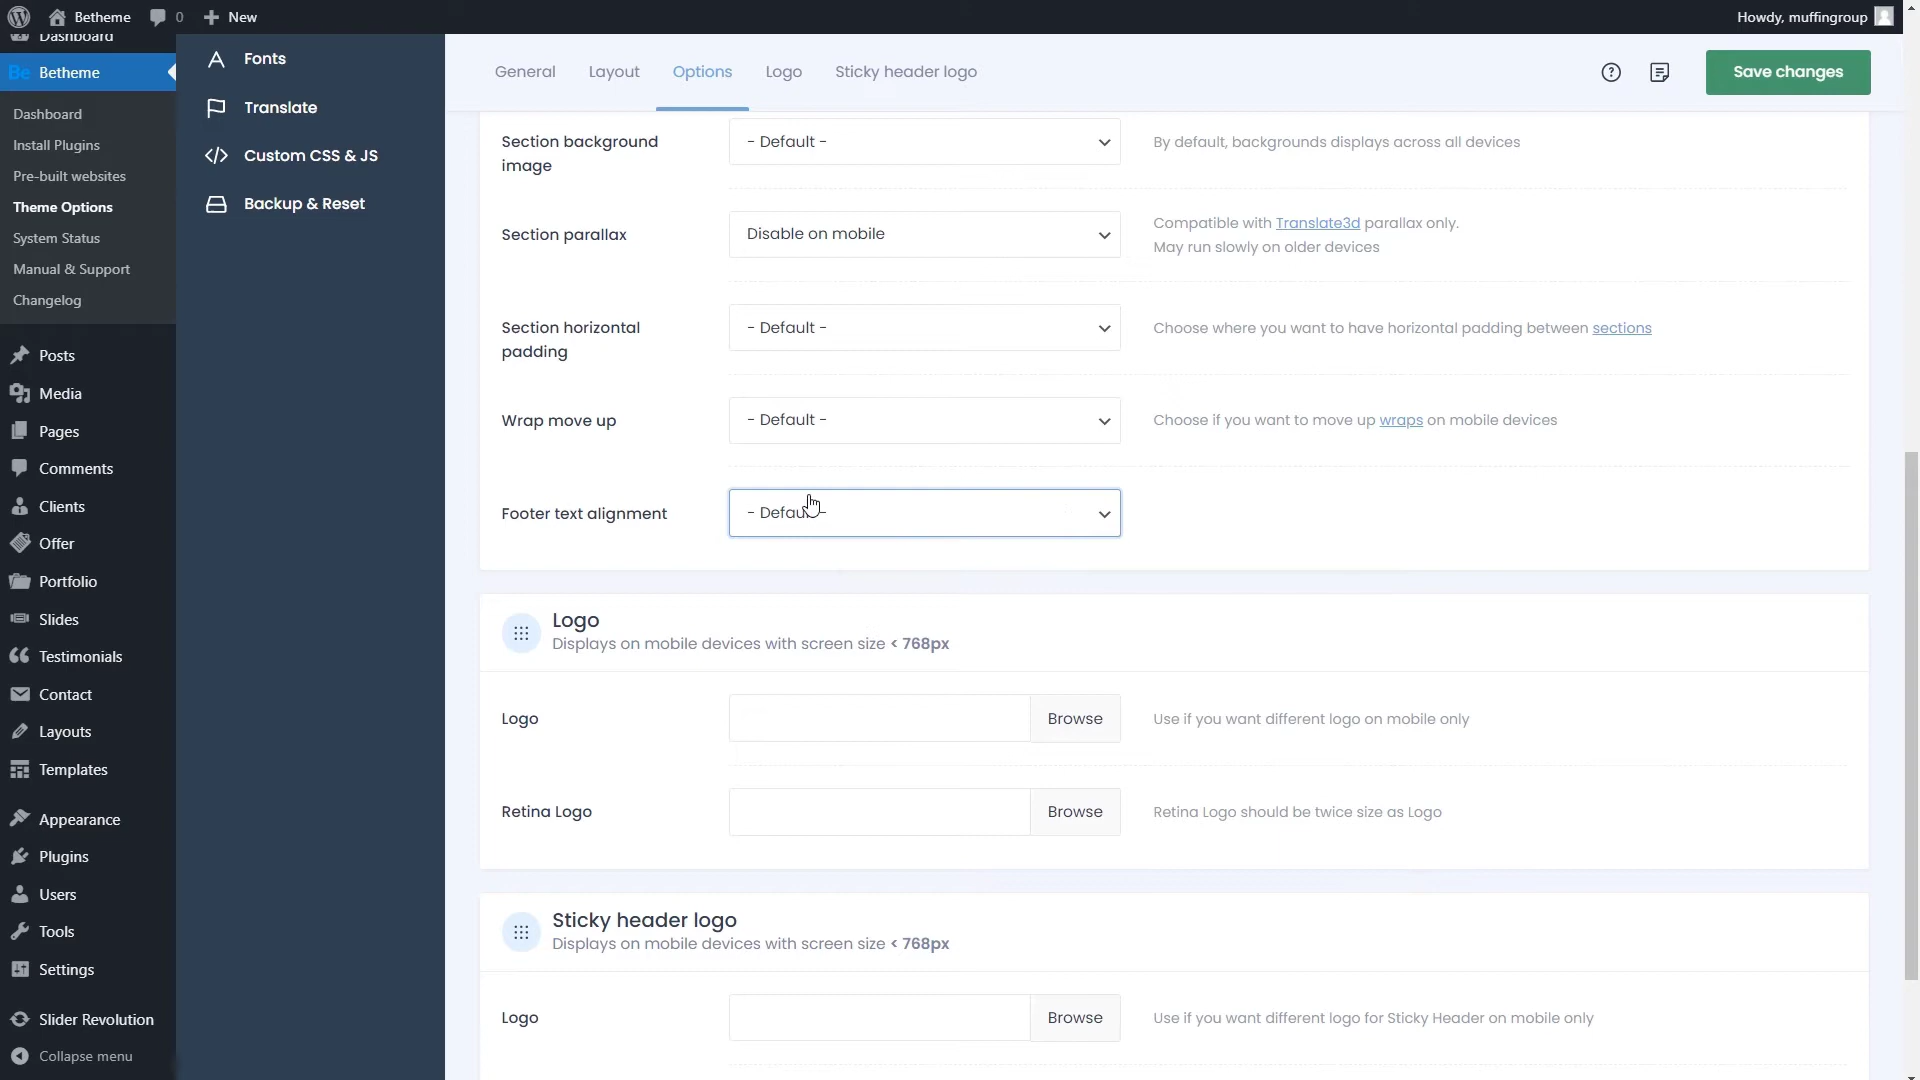 Betheme
0
New
Howdy, muffingroup
Dashboard
Be Betheme
Dashboard
Install Plugins
Pre-built websites
Theme Options
System Status
Manual & Support
Changelog
Posts
Media
Pages
Comments
Clients
Offer
Portfolio
Slides
Testimonials
Contact
Layouts
Templates
Appearance
Plugins
Users
Tools
Settings
Slider Revolution
Collapse menu
Fonts
Translate
Custom CSS & JS
Backup & Reset
General Layout Options Logo Sticky header logo
Save changes
Section background
image
- Default -
By default, backgrounds displays across all devices
Section parallax
Disable on mobile
Compatible with Translate3d parallax only.
May run slowly on older devices
Section horizontal
padding
- Default -
Choose where you want to have horizontal padding between sections
Wrap move up
- Default -
Choose if you want to move up wraps on mobile devices
Footer text alignment
- Default -
Logo
Displays on mobile devices with screen size < 768px
Logo
Browse
Use if you want different logo on mobile only
Retina Logo
Browse
Retina Logo should be twice size as Logo
Sticky header logo
Displays on mobile devices with screen size < 768px
Logo
Browse
Use if you want different logo for Sticky Header on mobile only